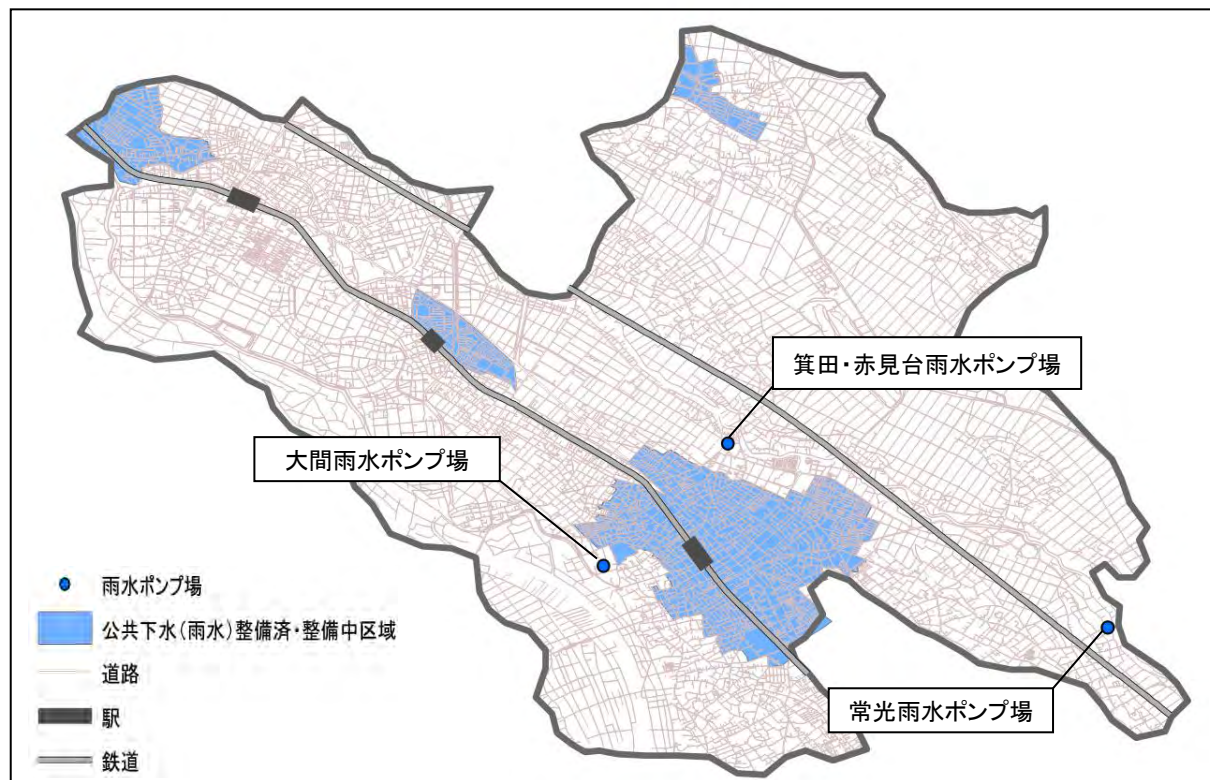 箕田・赤見台雨水ポンプ場
大間雨水ポンプ場
常光雨水ポンプ場
雨水ポンプ場
公共下水(雨水)整備済・整備中区域
道路
駅
鉄道